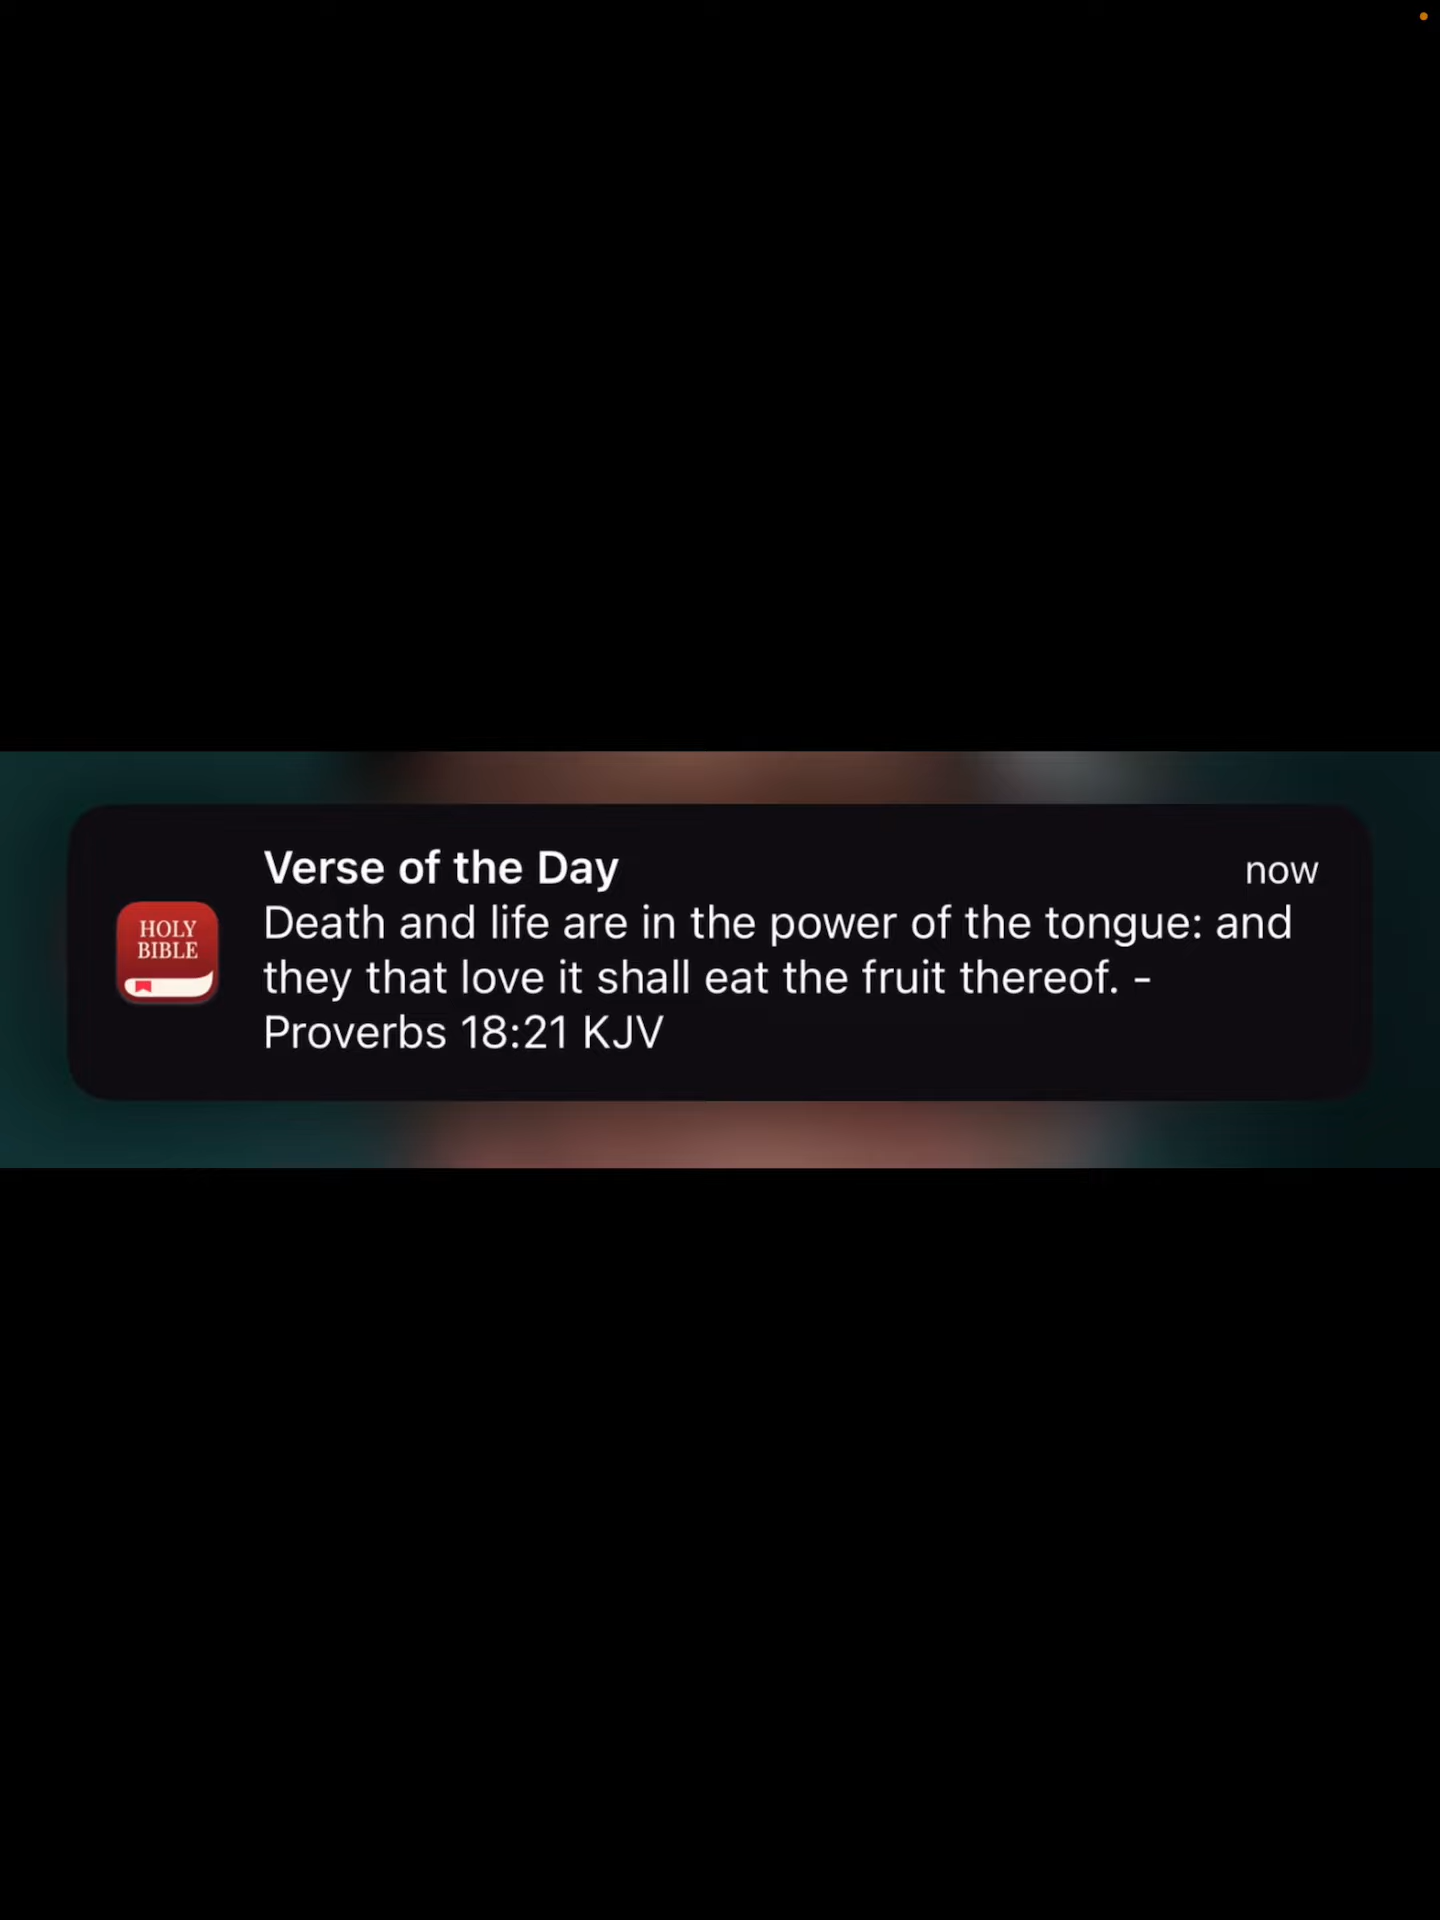 Verse of the Day
now
HOLY
BIBLE
Death and life are in the power of the tongue: and
they that love it shall eat the fruit thereof. -
Proverbs 18:21 KJV